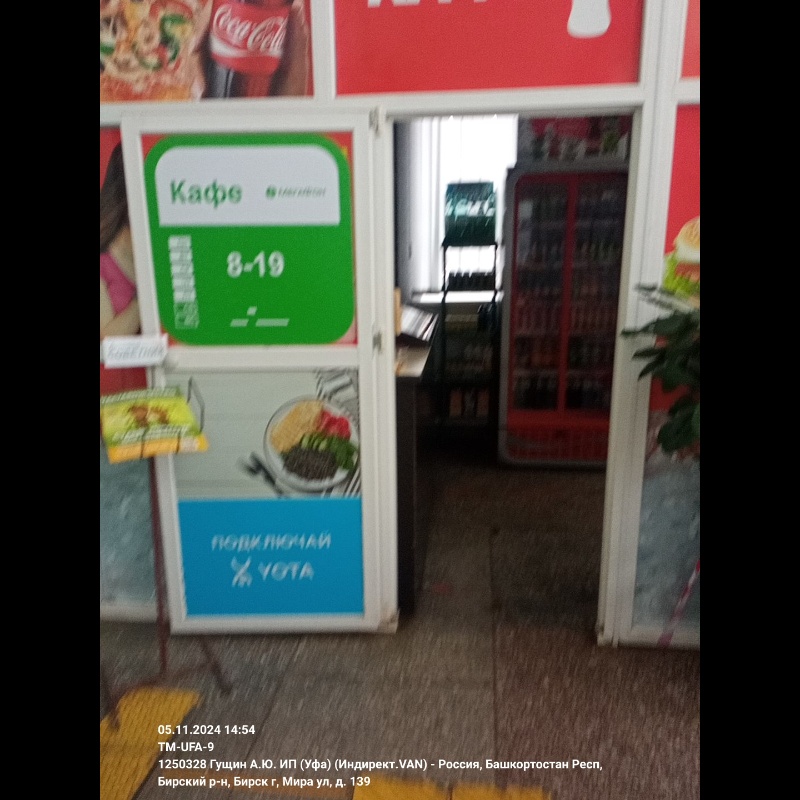 Coca-Cola
Кафе
МЕГАФОН
8-19
ПОДКЛЮЧАЙ
YOTA
05.11.2024 14:54
TM-UFA-9
1250328 Гущин А.Ю. ИП (Уфа) (Индирект.VAN) - Россия, Башкортостан Респ,
Бирский р-н, Бирск г, Мира ул, д. 139